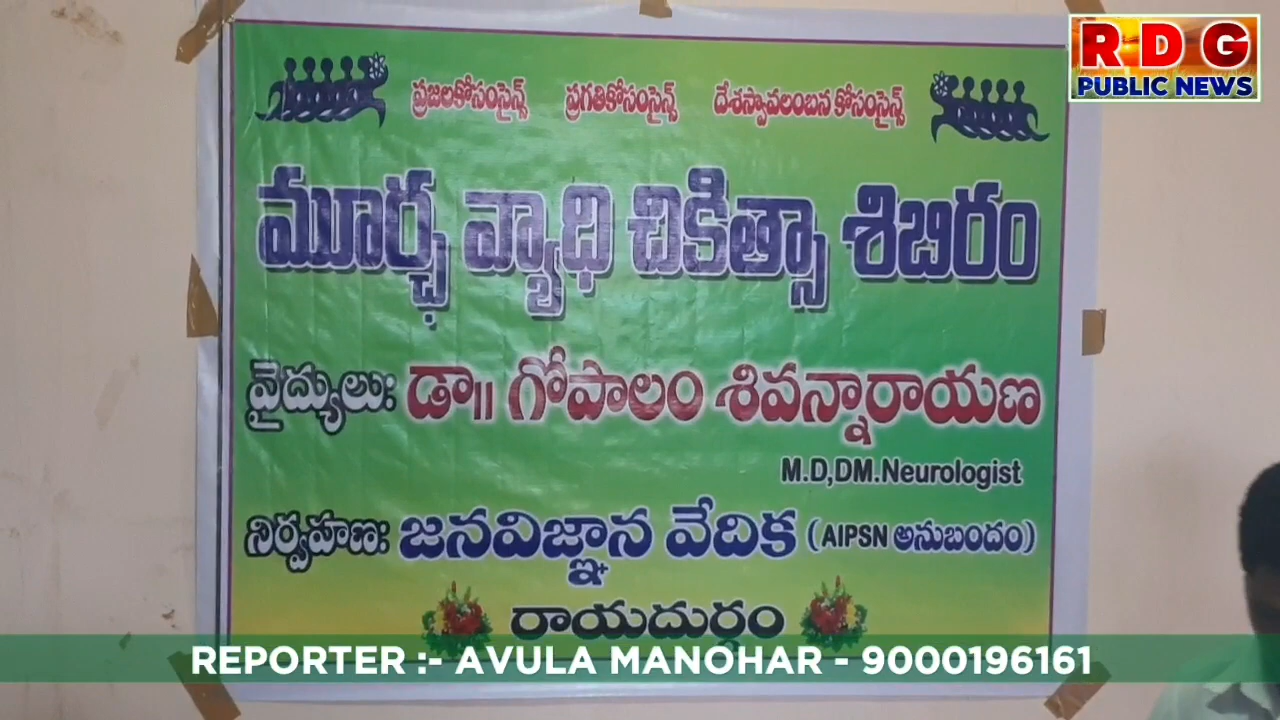 RDG
PUBLIC NEWS
ప్రజలకోసంసైన్స్ ప్రగతికోసంసైన్స్ దేశస్వావలంబన కోసంసైన్స్
మూర్ఛ వ్యాధి చికిత్సా శిబిరం
వైద్యులు: డా॥ గోపాలం శివన్నారాయణ
M.D,DM.Neurologist
నిర్వహణ: జనవిజ్ఞాన వేదిక (AIPSN అనుబందం)
రాయదుర్గం
REPORTER :- AVULA MANOHAR - 9000196161